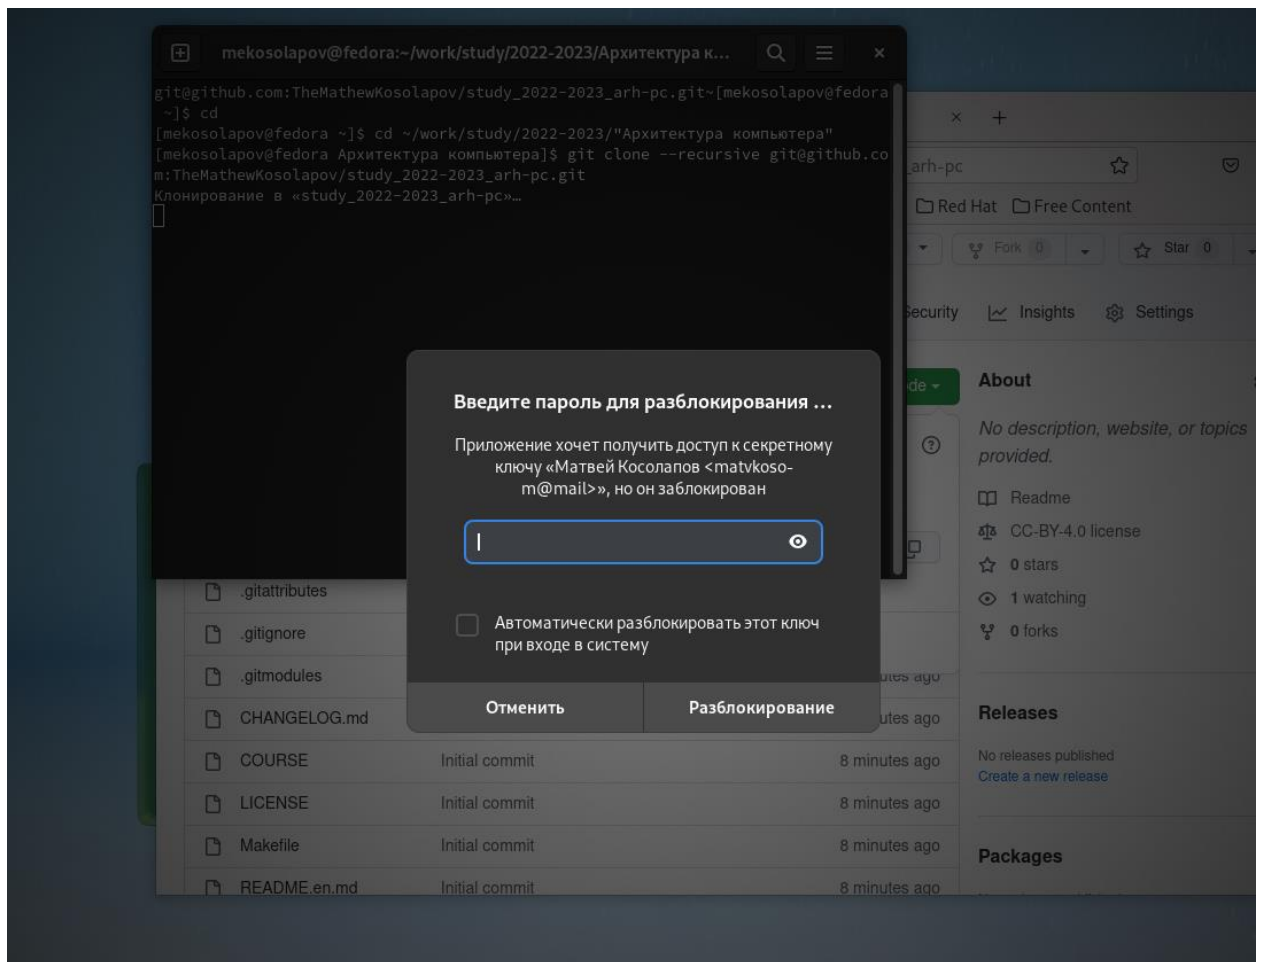 mekosolapov@fedora:~/work/study/2022-2023/Архитектура к...
git@github.com:TheMathewKosolapov/study_2022-2023_arh-pc.git~[mekosolapov@fedora
~]$ cd
[mekosolapov@fedora ~]$ cd ~/work/study/2022-2023/"Архитектура компьютера"
[mekosolapov@fedora Архитектура компьютера]$ git clone --recursive git@github.co
m:TheMathewKosolapov/study_2022-2023_arh-pc.git
Клонирование в «study_2022-2023_arh-pc»…
_arh-pc
Red Hat Free Content
Fork 0 Star 0
Security Insights Settings
Введите пароль для разблокирования ...
Приложение хочет получить доступ к секретному
ключу «Матвей Косолапов <matvkoso-
m@mail>», но он заблокирован
Автоматически разблокировать этот ключ
при входе в систему
Отменить Разблокирование
.gitattributes
.gitignore
.gitmodules utes ago
CHANGELOG.md utes ago
COURSE Initial commit 8 minutes ago
LICENSE Initial commit 8 minutes ago
Makefile Initial commit 8 minutes ago
README.en.md Initial commit 8 minutes ago
de
About
No description, website, or topics
provided.
Readme
CC-BY-4.0 license
0 stars
1 watching
0 forks
Releases
No releases published
Create a new release
Packages